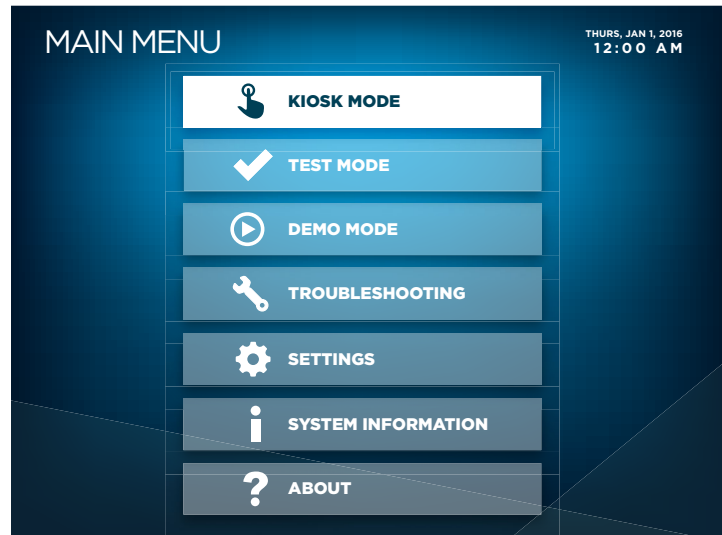 MAIN MENU
THURS, JAN 1, 2016
12:00 AM
KIOSK MODE
TEST MODE
DEMO MODE
TROUBLESHOOTING
SETTINGS
SYSTEM INFORMATION
ABOUT